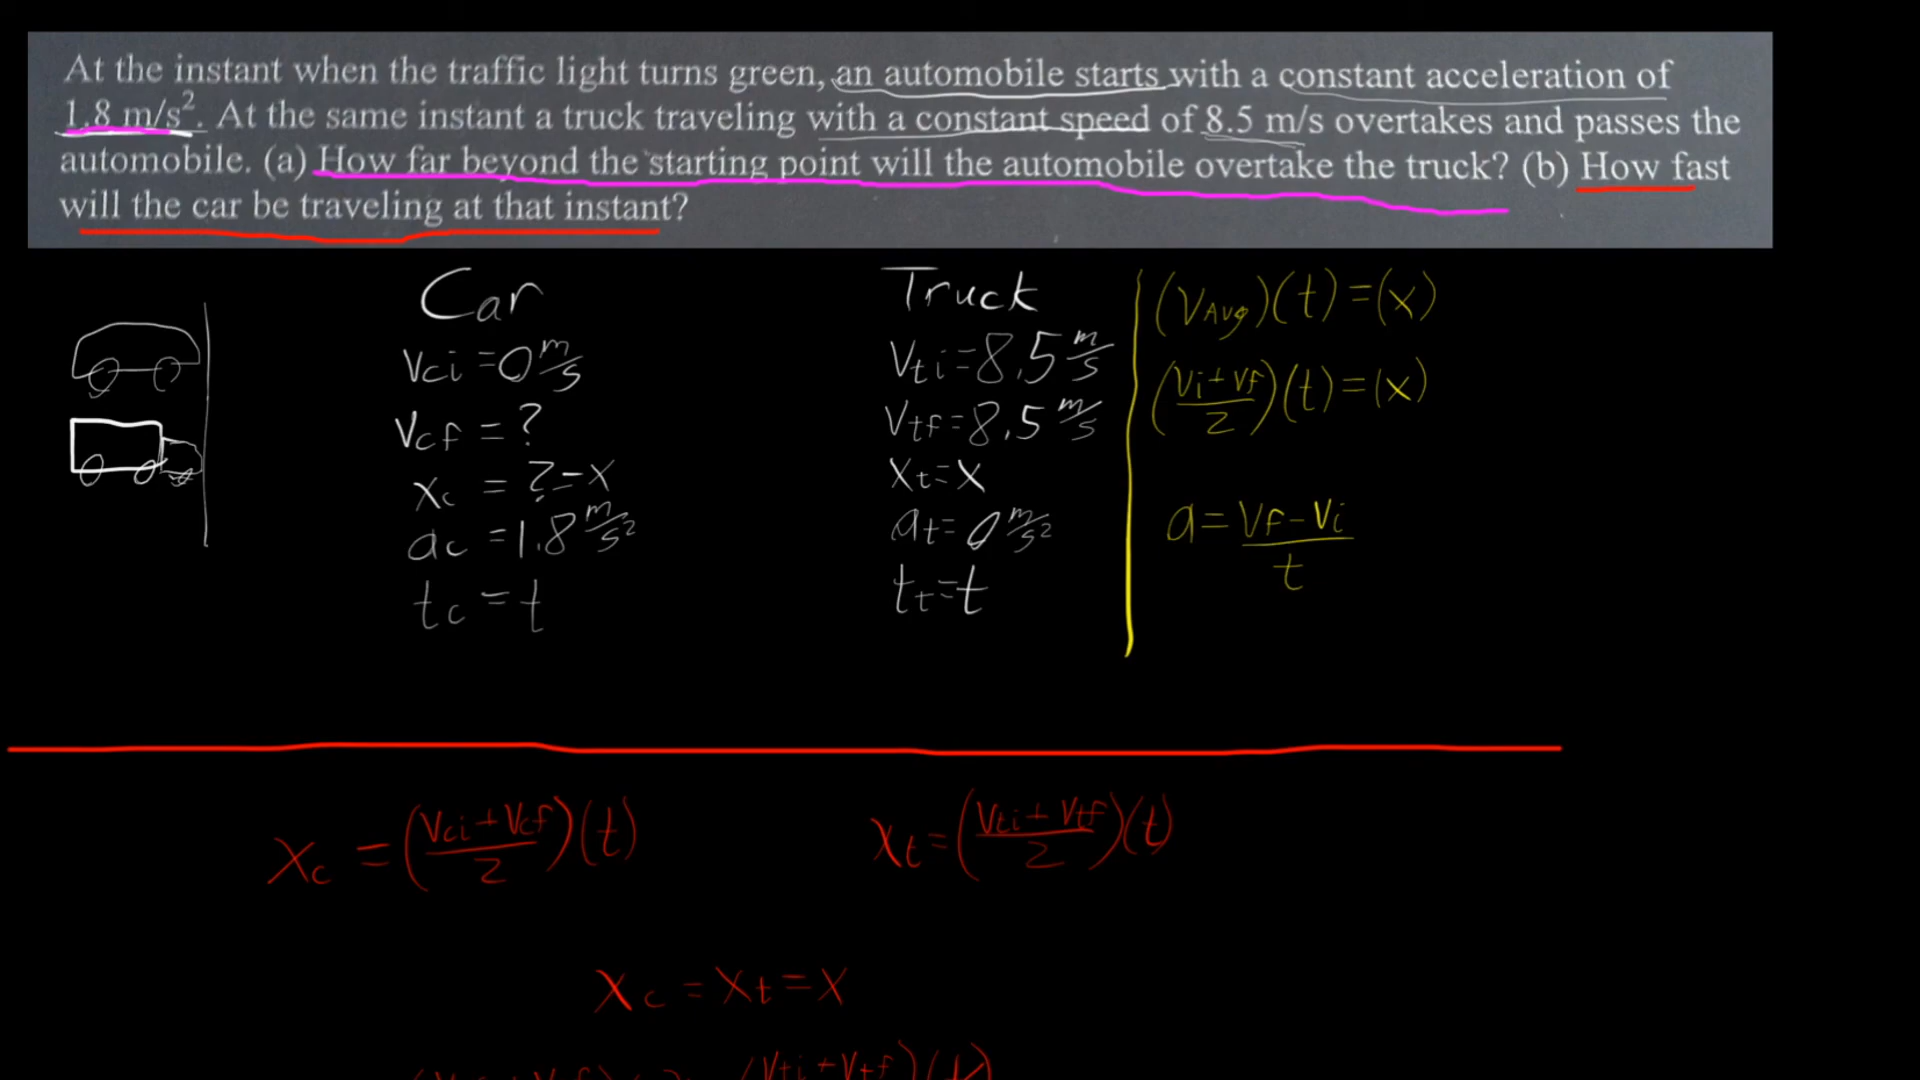 At the instant when the traffic light turns green, an automobile starts with a constant acceleration of
1.8 m/s². At the same instant a truck traveling with a constant speed of 8.5 m/s overtakes and passes the
automobile. (a) How far beyond the starting point will the automobile overtake the truck? (b) How fast
will the car be traveling at that instant?
Car
Vci = 0 m/s
Vcf = ?
Xc = ? = X
ac = 1.8 m/s²
tc = t
Truck
Vti = 8.5 m/s
Vtf = 8.5 m/s
Xt = X
at = 0 m/s²
tt = t
(VAvg)(t) = (X)
((Vi + Vf)/2)(t) = (X)
a = (Vf - Vi)/t
Xc = ((Vci + Vcf)/2)(t)
Xt = ((Vti + Vtf)/2)(t)
Xc = Xt = X
(Vti + Vtf)(t)